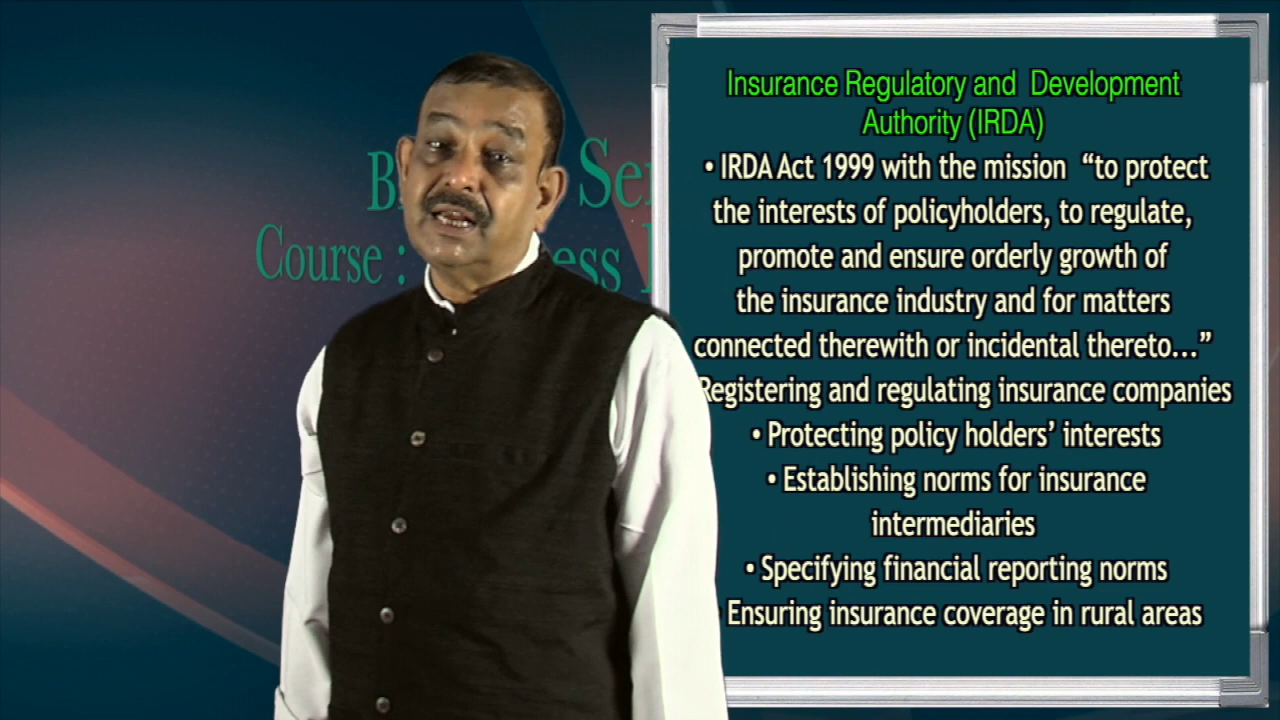 Insurance Regulatory and Development
Authority (IRDA)
• IRDA Act 1999 with the mission “to protect
the interests of policyholders, to regulate,
promote and ensure orderly growth of
the insurance industry and for matters
connected therewith or incidental thereto...”
Registering and regulating insurance companies
• Protecting policy holders’ interests
• Establishing norms for insurance
intermediaries
• Specifying financial reporting norms
Ensuring insurance coverage in rural areas
Course :